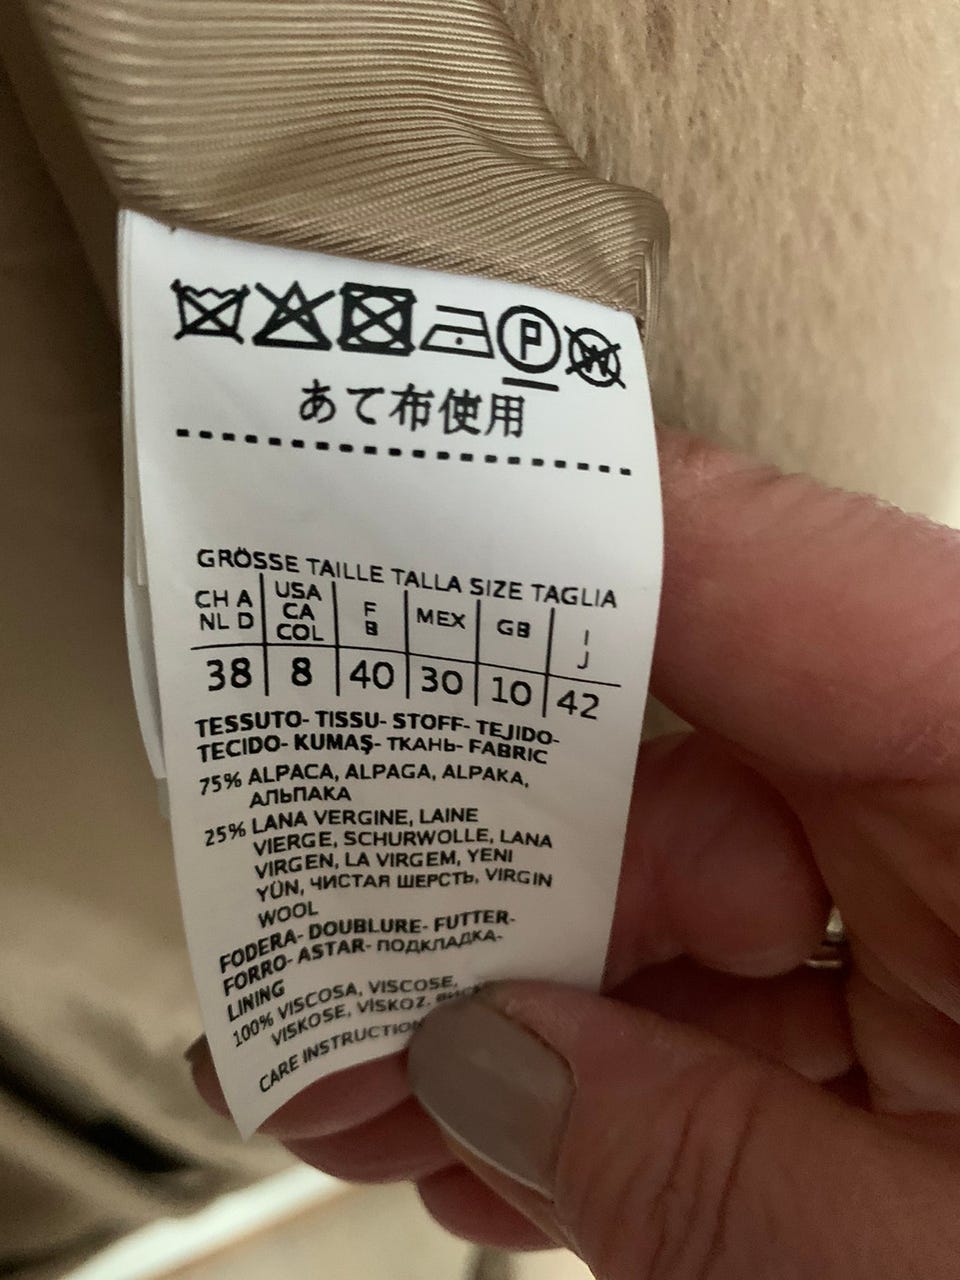 P W
あて布使用
GRÖSSE TAILLE TALLA SIZE TAGLIA
CH A NL D USA CA COL F B MEX GB I J
38 8 40 30 10 42
TESSUTO- TISSU- STOFF- TEJIDO-
TECIDO- KUMAŞ- ТКАНЬ- FABRIC
75% ALPACA, ALPAGA, ALPAKA,
АЛЬПАКА
25% LANA VERGINE, LAINE
VIERGE, SCHURWOLLE, LANA
VIRGEN, LA VIRGEM, YENI
YÜN, ЧИСТАЯ ШЕРСТЬ, VIRGIN
WOOL
FODERA- DOUBLURE- FUTTER-
FORRO- ASTAR- ПОДКЛАДКА-
LINING
100% VISCOSA, VISCOSE,
VISKOSE, VİSKOZ,
CARE INSTRUCTION